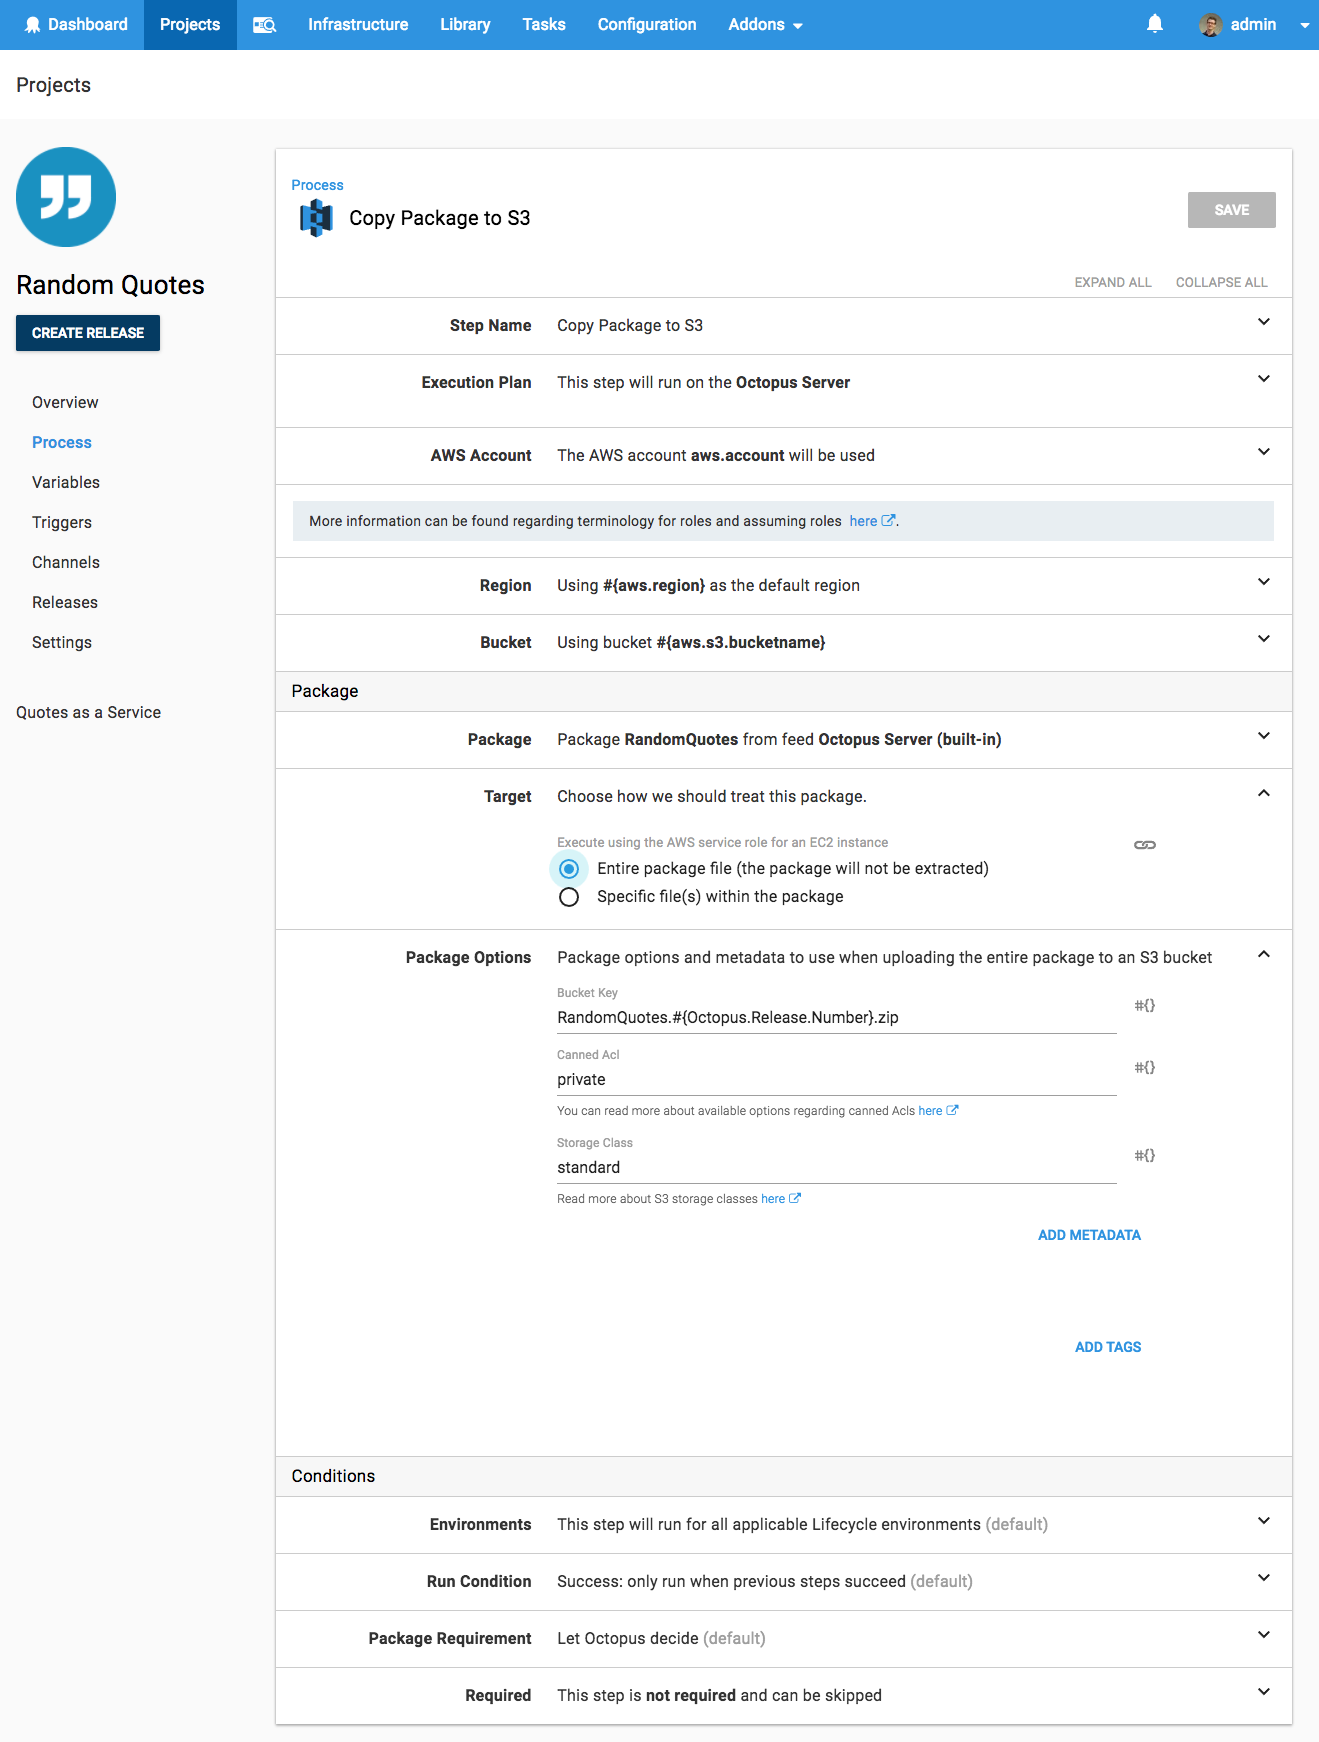 Dashboard Projects Infrastructure Library Tasks Configuration Addons admin
Projects
Random Quotes
CREATE RELEASE
Overview
Process
Variables
Triggers
Channels
Releases
Settings
Quotes as a Service
Process
Copy Package to S3
SAVE
EXPAND ALL COLLAPSE ALL
Step Name Copy Package to S3
Execution Plan This step will run on the Octopus Server
AWS Account The AWS account aws.account will be used
More information can be found regarding terminology for roles and assuming roles here.
Region Using #{aws.region} as the default region
Bucket Using bucket #{aws.s3.bucketname}
Package
Package Package RandomQuotes from feed Octopus Server (built-in)
Target Choose how we should treat this package.
Execute using the AWS service role for an EC2 instance
Entire package file (the package will not be extracted)
Specific file(s) within the package
Package Options Package options and metadata to use when uploading the entire package to an S3 bucket
Bucket Key
RandomQuotes.#{Octopus.Release.Number}.zip #{}
Canned Acl
private #{}
You can read more about available options regarding canned Acls here
Storage Class
standard #{}
Read more about S3 storage classes here
ADD METADATA
ADD TAGS
Conditions
Environments This step will run for all applicable Lifecycle environments (default)
Run Condition Success: only run when previous steps succeed (default)
Package Requirement Let Octopus decide (default)
Required This step is not required and can be skipped